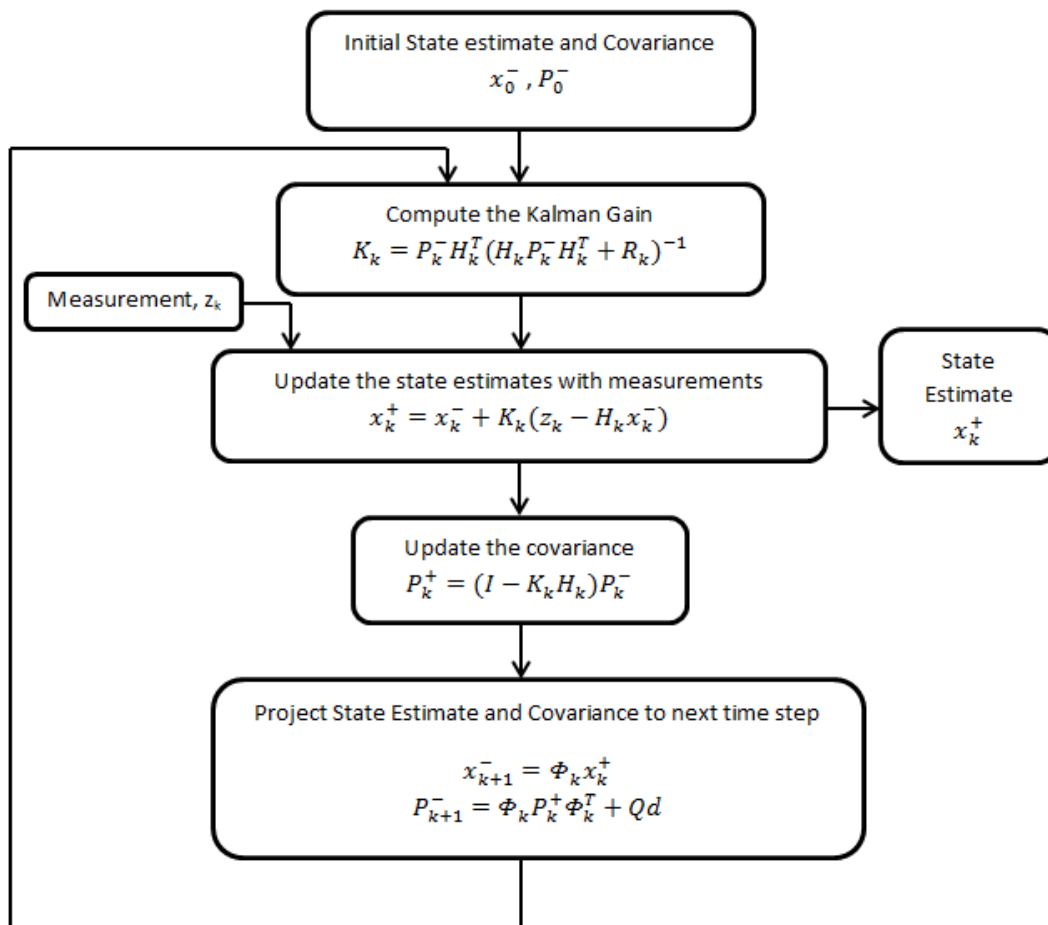 Initial State estimate and Covariance
x₀⁻ , P₀⁻
Compute the Kalman Gain
Kₖ = Pₖ⁻Hₖᵀ(HₖPₖ⁻Hₖᵀ + Rₖ)⁻¹
Measurement, zₖ
Update the state estimates with measurements
xₖ⁺ = xₖ⁻ + Kₖ(zₖ − Hₖxₖ⁻)
State
Estimate
xₖ⁺
Update the covariance
Pₖ⁺ = (I − KₖHₖ)Pₖ⁻
Project State Estimate and Covariance to next time step
xₖ₊₁⁻ = Φₖxₖ⁺
Pₖ₊₁⁻ = ΦₖPₖ⁺Φₖᵀ + Qd